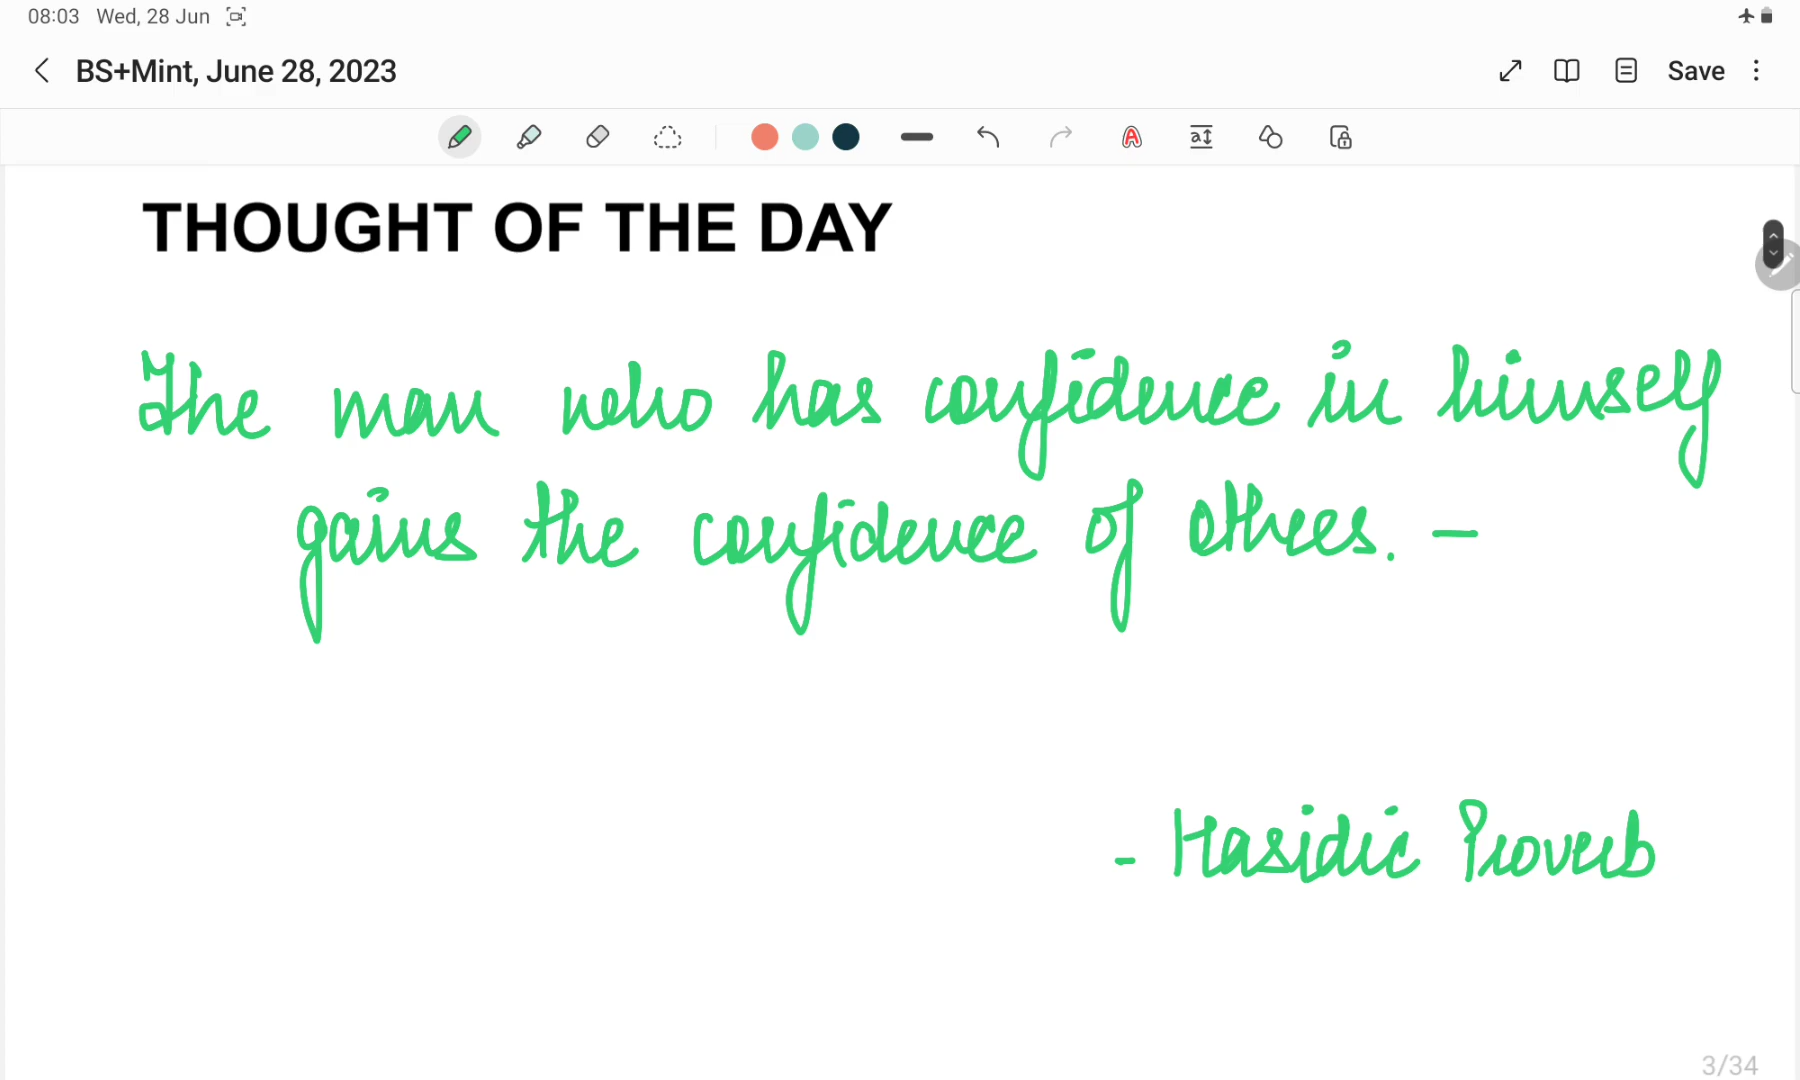 08:03 Wed, 28 Jun
BS+Mint, June 28, 2023 Save
A a
THOUGHT OF THE DAY
The man who has confidence in himself
gains the confidence of others. -
- Hasidic Proverb
3/34